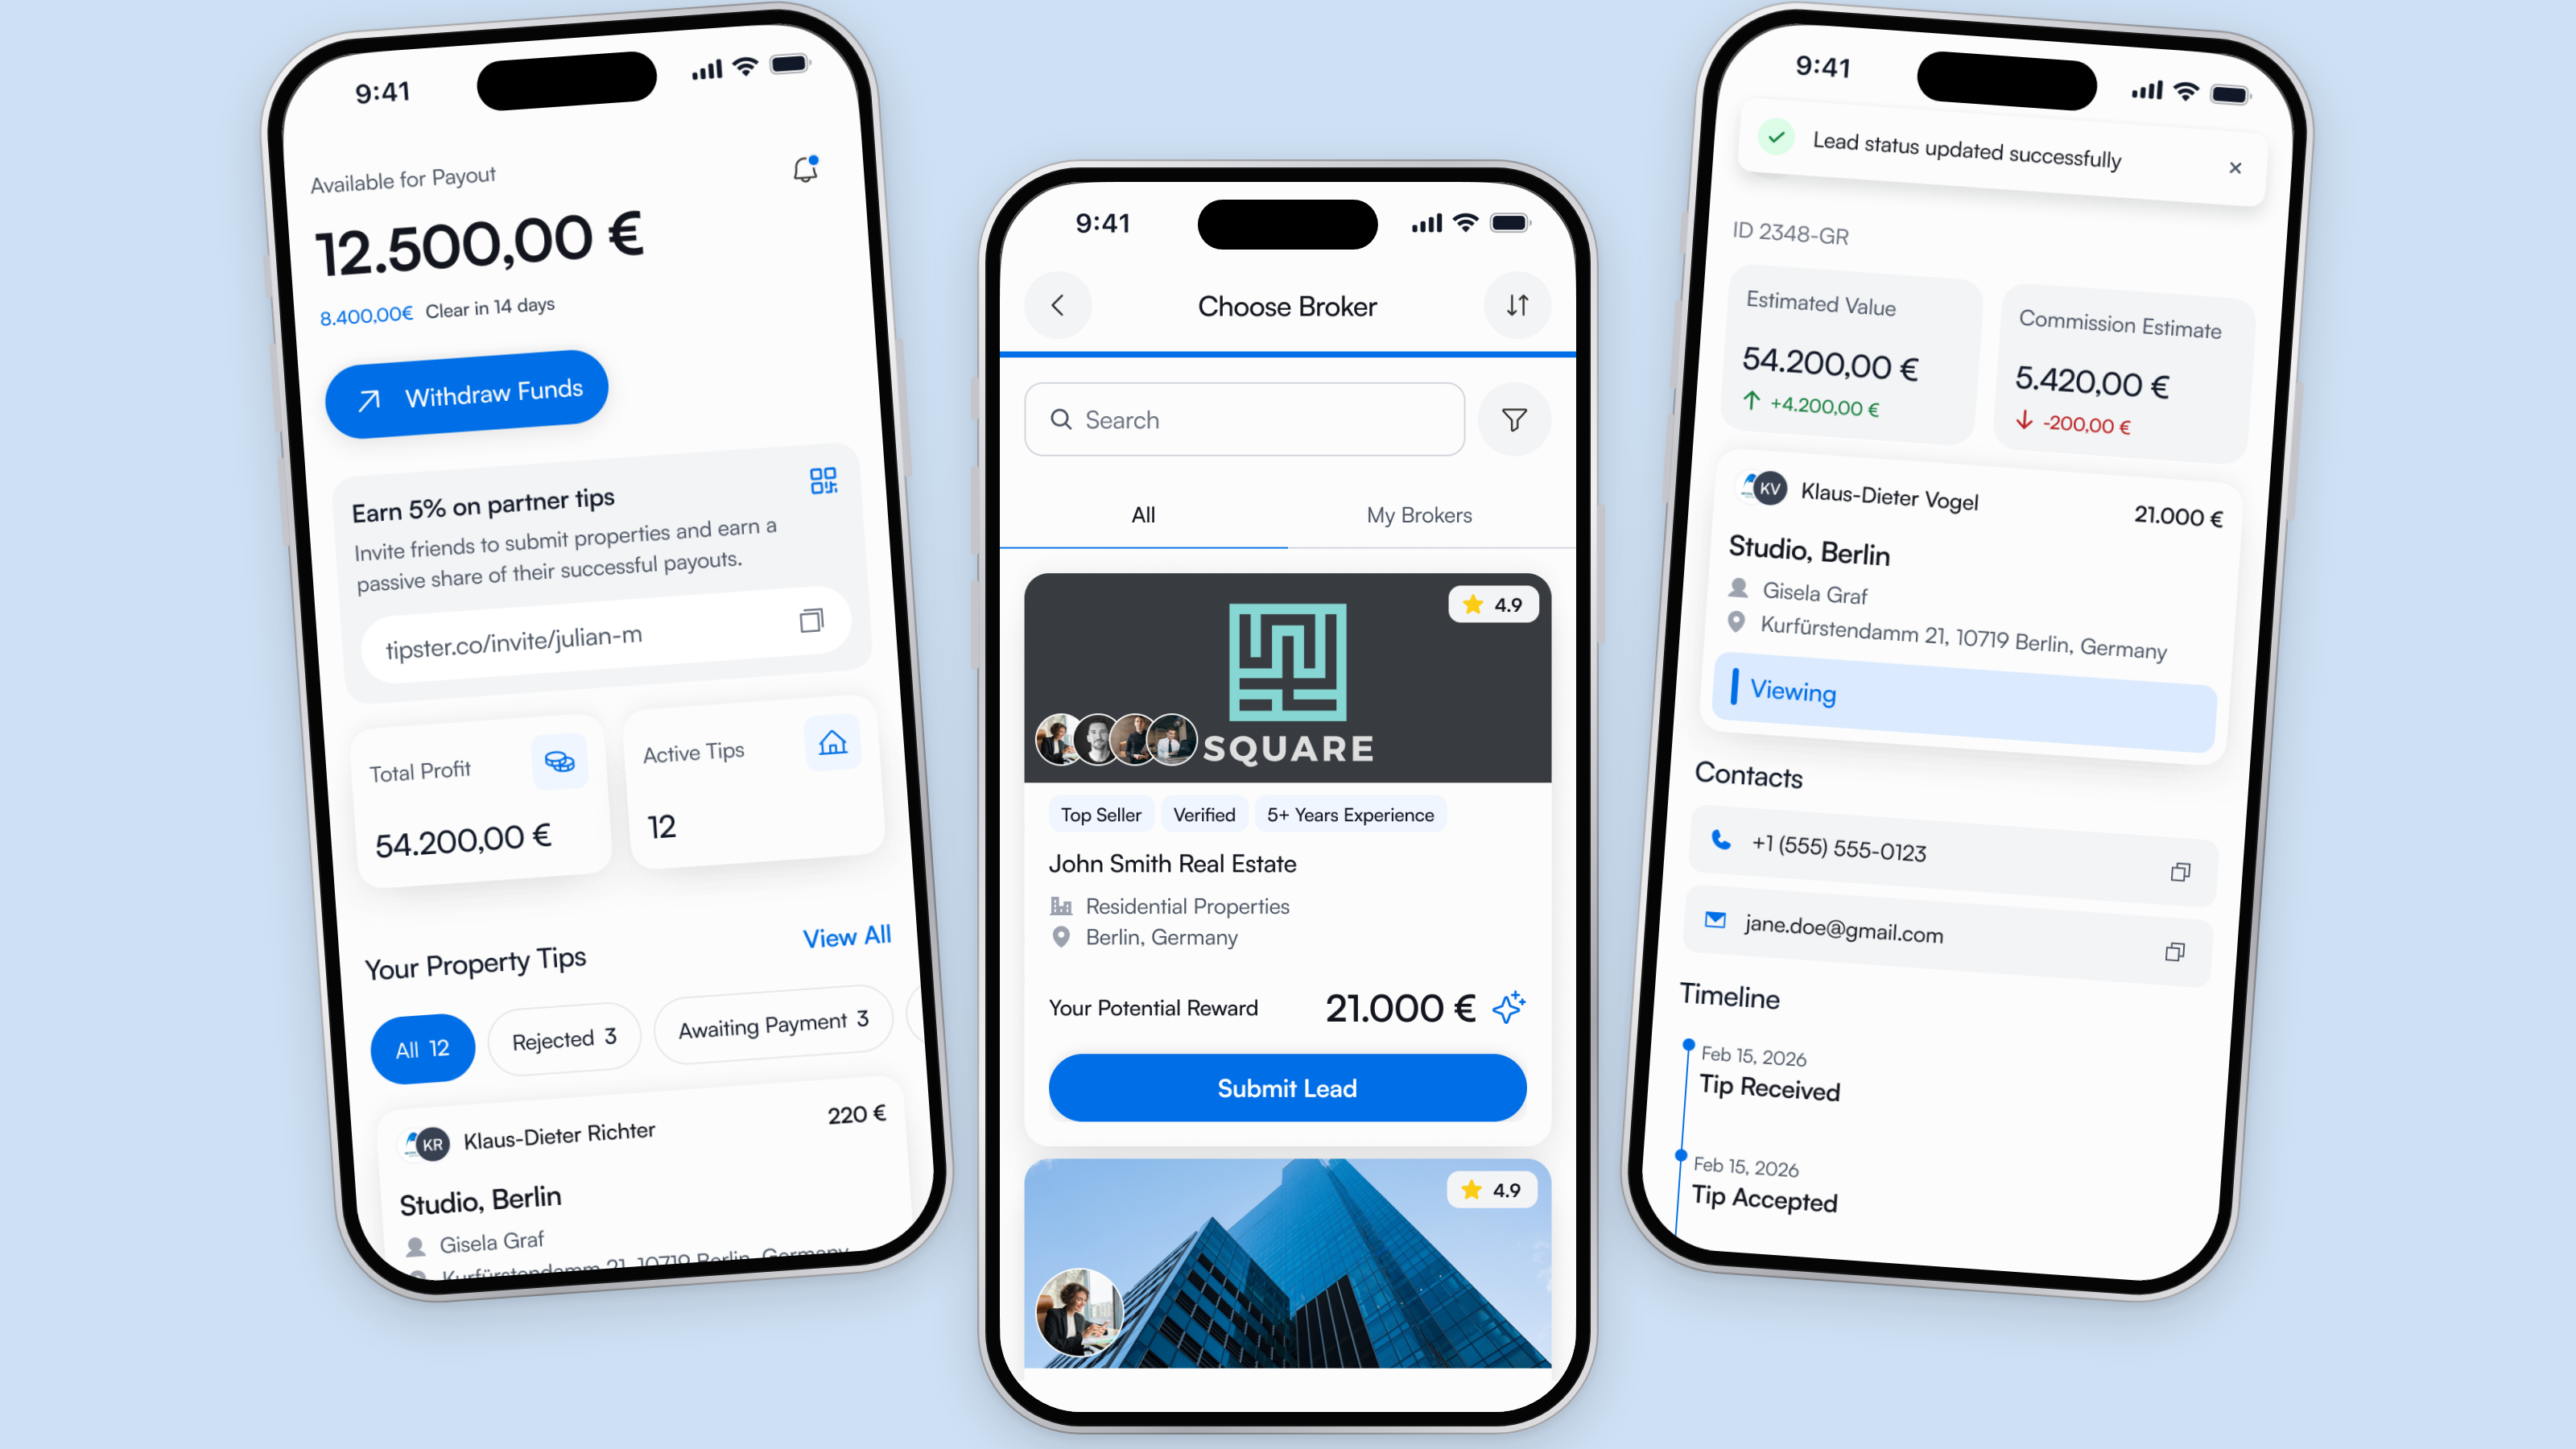 9:41
Available for Payout
12.500,00 €
8.400,00€ Clear in 14 days
Withdraw Funds
Earn 5% on partner tips
Invite friends to submit properties and earn a
passive share of their successful payouts.
tipster.co/invite/julian-m
Total Profit
54.200,00 €
Active Tips
12
Your Property Tips
View All
All 12
Rejected 3
Awaiting Payment 3
KR
Klaus-Dieter Richter
220 €
Studio, Berlin
Gisela Graf
Kurfürstendamm 21, 10719 Berlin, Germany
9:41
Choose Broker
Search
All
My Brokers
4.9
SQUARE
Top Seller
Verified
5+ Years Experience
John Smith Real Estate
Residential Properties
Berlin, Germany
Your Potential Reward
21.000 €
Submit Lead
4.9
9:41
Lead status updated successfully
ID 2348-GR
Estimated Value
54.200,00 €
+4.200,00 €
Commission Estimate
5.420,00 €
-200,00 €
KV
Klaus-Dieter Vogel
21.000 €
Studio, Berlin
Gisela Graf
Kurfürstendamm 21, 10719 Berlin, Germany
Viewing
Contacts
+1 (555) 555-0123
jane.doe@gmail.com
Timeline
Feb 15, 2026
Tip Received
Feb 15, 2026
Tip Accepted